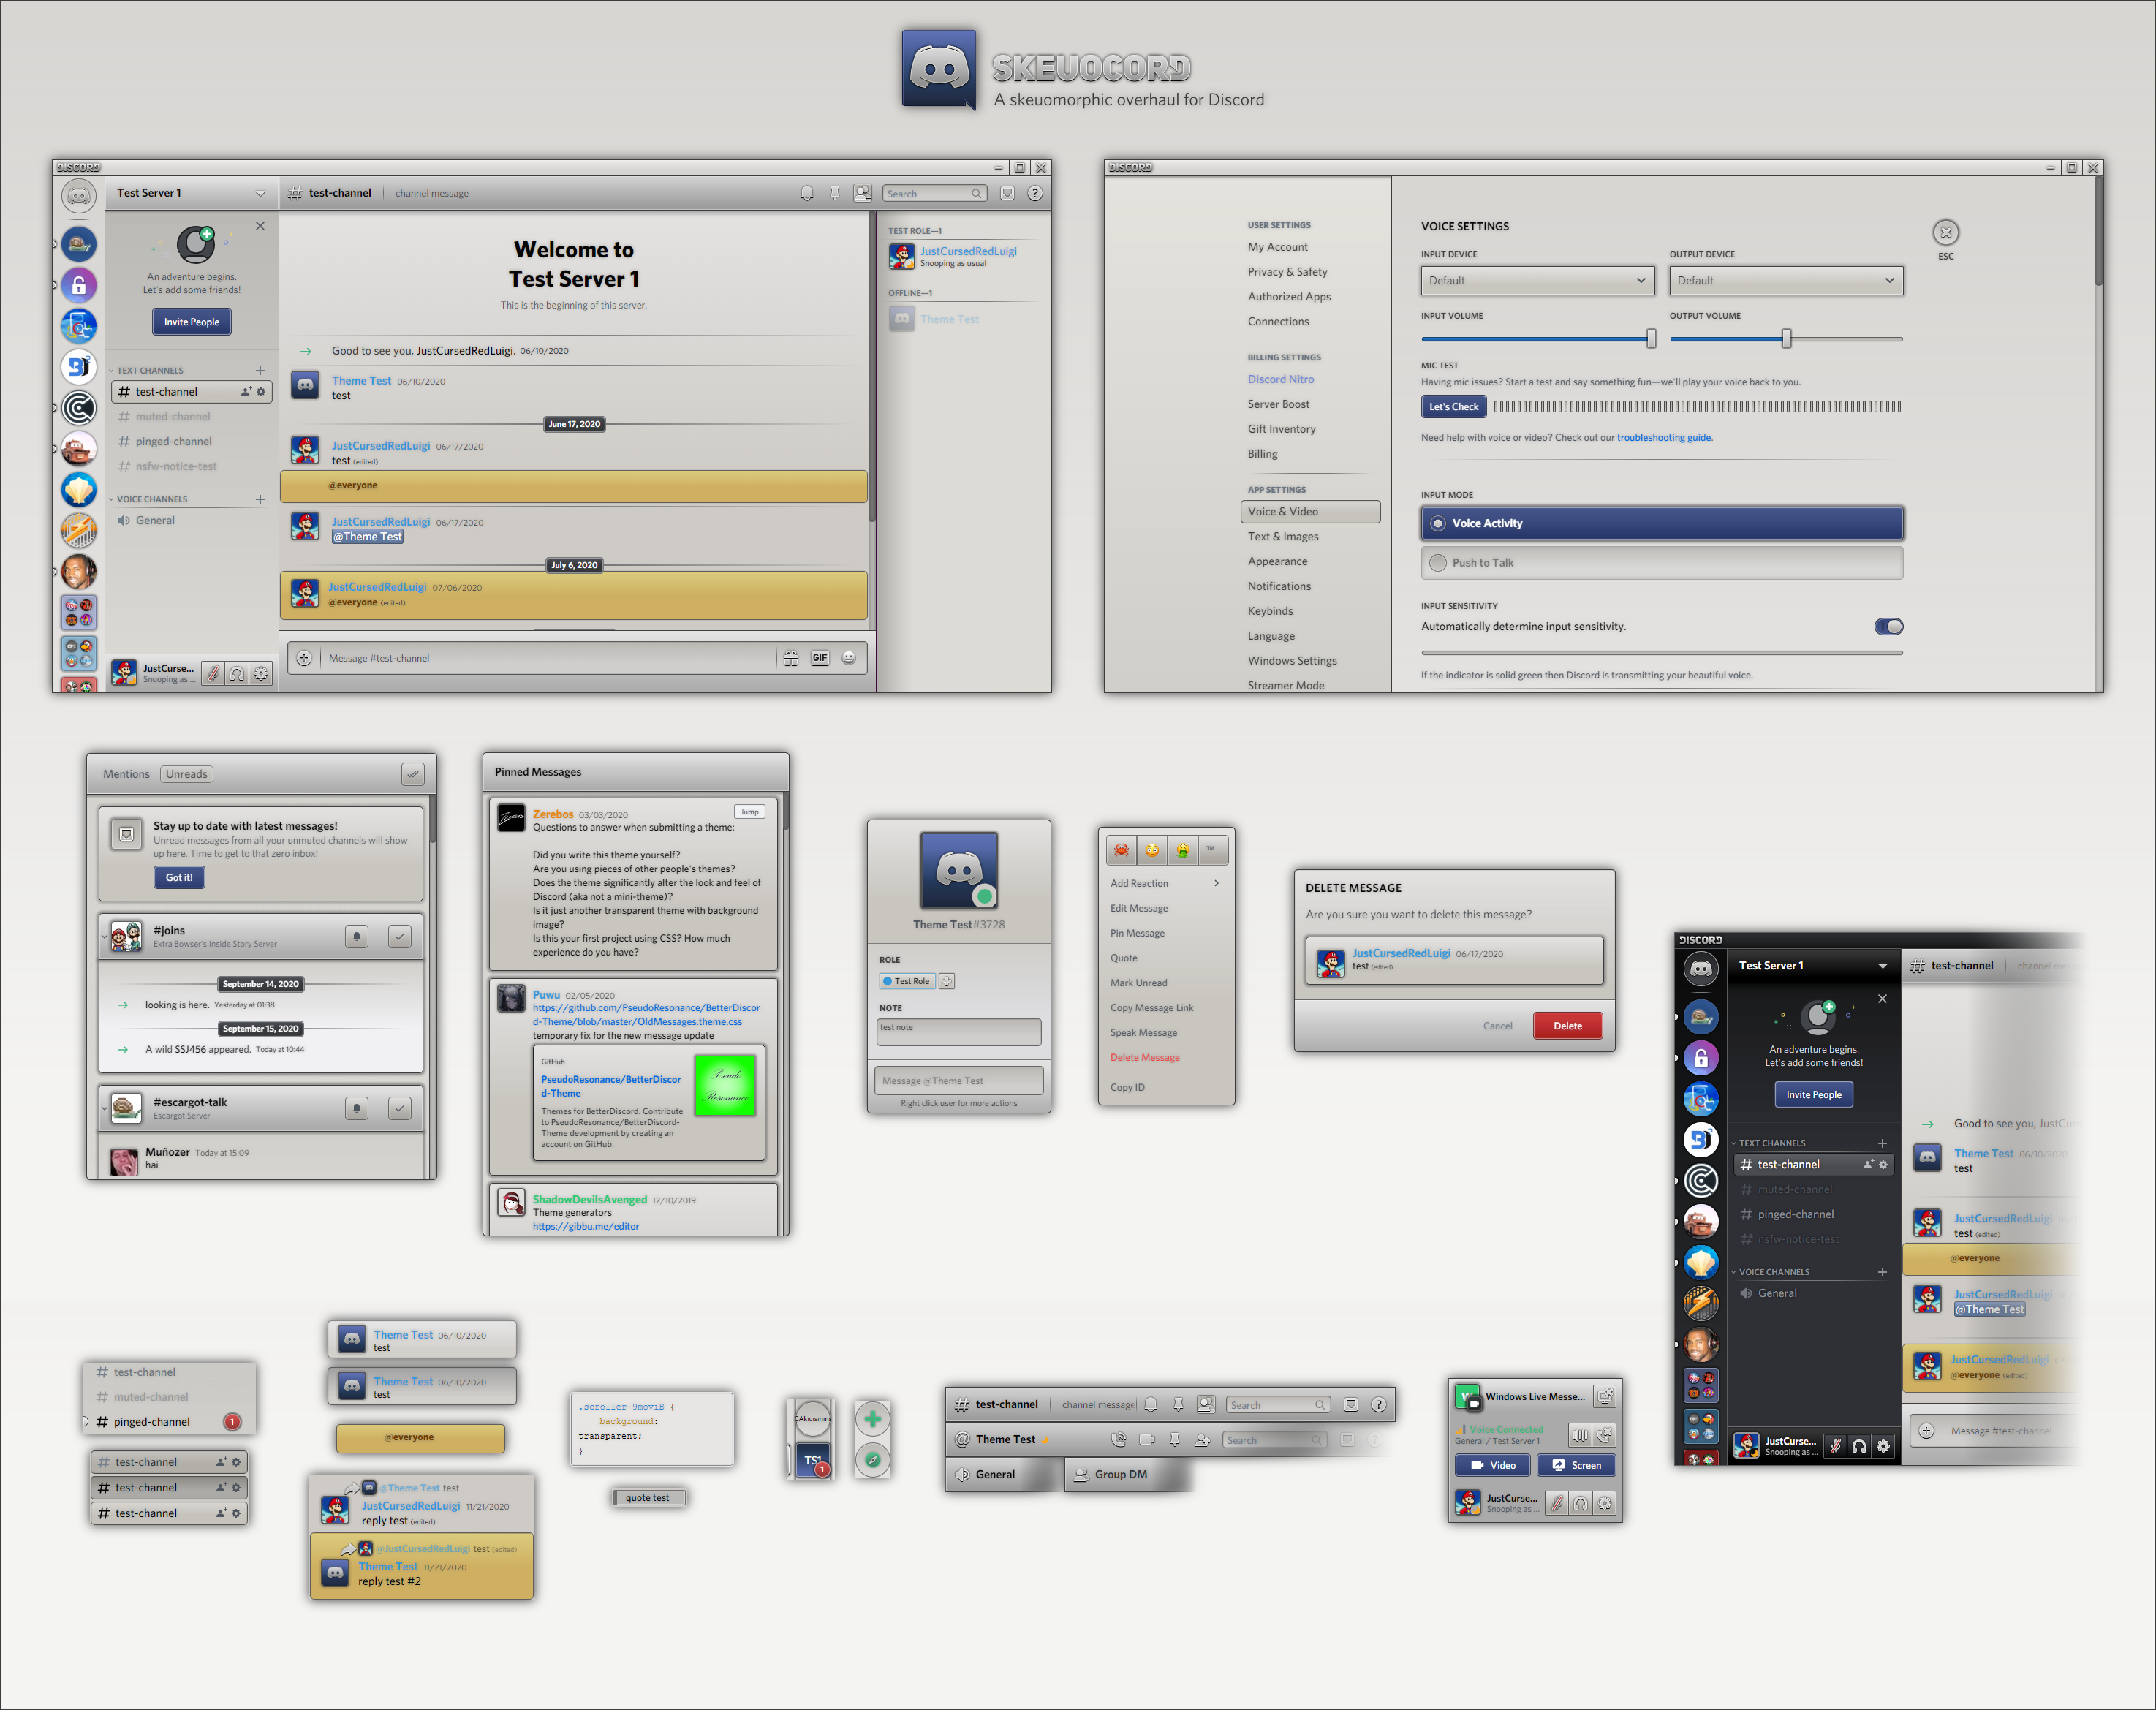 SKEUOCORD
A skeuomorphic overhaul for Discord
DISCORD
Test Server 1
An adventure begins.
Let's add some friends!
Invite People
TEXT CHANNELS
test-channel
muted-channel
pinged-channel
nsfw-notice-test
VOICE CHANNELS
General
JustCurse...
Snooping as ...
# test-channel
channel message
Search
Welcome to
Test Server 1
This is the beginning of this server.
Good to see you, JustCursedRedLuigi. 06/10/2020
Theme Test 06/10/2020
test
June 17, 2020
JustCursedRedLuigi 06/17/2020
test (edited)
@everyone
JustCursedRedLuigi 06/17/2020
@Theme Test
July 6, 2020
JustCursedRedLuigi 07/06/2020
@everyone (edited)
Message #test-channel
GIF
TEST ROLE—1
JustCursedRedLuigi
Snooping as usual
OFFLINE—1
Theme Test
DISCORD
USER SETTINGS
My Account
Privacy & Safety
Authorized Apps
Connections
BILLING SETTINGS
Discord Nitro
Server Boost
Gift Inventory
Billing
APP SETTINGS
Voice & Video
Text & Images
Appearance
Notifications
Keybinds
Language
Windows Settings
Streamer Mode
VOICE SETTINGS
INPUT DEVICE
Default
OUTPUT DEVICE
Default
INPUT VOLUME
OUTPUT VOLUME
MIC TEST
Having mic issues? Start a test and say something fun—we'll play your voice back to you.
Let's Check
Need help with voice or video? Check out our troubleshooting guide.
INPUT MODE
Voice Activity
Push to Talk
INPUT SENSITIVITY
Automatically determine input sensitivity.
If the indicator is solid green then Discord is transmitting your beautiful voice.
ESC
Mentions Unreads
Stay up to date with latest messages!
Unread messages from all your unmuted channels will show
up here. Time to get to that zero inbox!
Got it!
#joins
Extra Bowser's Inside Story Server
September 14, 2020
looking is here. Yesterday at 01:38
September 15, 2020
A wild SSJ456 appeared. Today at 10:44
#escargot-talk
Escargot Server
Muñozer Today at 15:09
hai
Pinned Messages
Zerebos 03/03/2020
Jump
Questions to answer when submitting a theme:
Did you write this theme yourself?
Are you using pieces of other people's themes?
Does the theme significantly alter the look and feel of
Discord (aka not a mini-theme)?
Is it just another transparent theme with background
image?
Is this your first project using CSS? How much
experience do you have?
Puwu 02/05/2020
https://github.com/PseudoResonance/BetterDiscor
d-Theme/blob/master/OldMessages.theme.css
temporary fix for the new message update
GitHub
PseudoResonance/BetterDiscor
d-Theme
Themes for BetterDiscord. Contribute
to PseudoResonance/BetterDiscord-
Theme development by creating an
account on GitHub.
Pseudo
Resonance
ShadowDevilsAvenged 12/10/2019
Theme generators
https://gibbu.me/editor
Theme Test#3728
ROLE
Test Role
NOTE
test note
Message @Theme Test
Right click user for more actions
TM
Add Reaction
Edit Message
Pin Message
Quote
Mark Unread
Copy Message Link
Speak Message
Delete Message
Copy ID
DELETE MESSAGE
Are you sure you want to delete this message?
JustCursedRedLuigi 06/17/2020
test (edited)
Cancel
Delete
DISCORD
Test Server 1
An adventure begins.
Let's add some friends!
Invite People
TEXT CHANNELS
test-channel
muted-channel
pinged-channel
nsfw-notice-test
VOICE CHANNELS
General
JustCurse...
Snooping as ...
# test-channel
Good to see you, JustCur
Theme Test 06/10/2020
test
JustCursedRedLuigi
test (edited)
@everyone
JustCursedRedLuigi
@Theme Test
JustCursedRedLuigi
@everyone (edited)
Message #test-channel
# test-channel
# muted-channel
# pinged-channel 1
# test-channel
# test-channel
# test-channel
Theme Test 06/10/2020
test
Theme Test 06/10/2020
test
@everyone
@Theme Test test
JustCursedRedLuigi 11/21/2020
reply test (edited)
@JustCursedRedLuigi test (edited)
Theme Test 11/21/2020
reply test #2
.scroller-9moviB {
background:
transparent;
}
quote test
TS1
1
# test-channel
channel message
Search
@ Theme Test
Search
General
Group DM
Windows Live Messe...
Voice Connected
General / Test Server 1
Video
Screen
JustCurse...
Snooping as ...